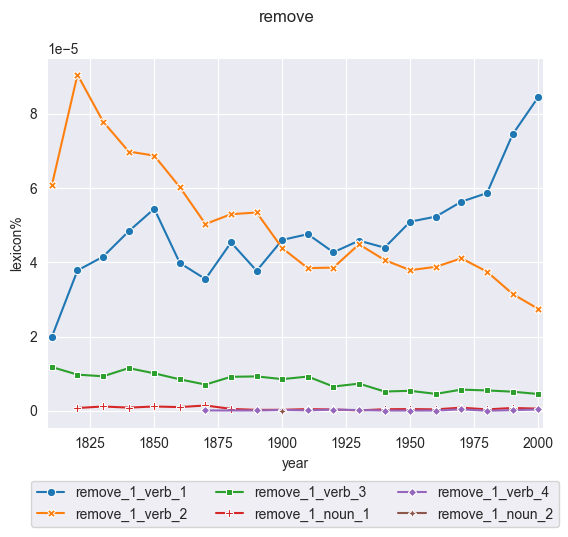 remove
1e−5
8
6
4
2
0
lexicon%
1825 1850 1875 1900 1925 1950 1975 2000
year
remove_1_verb_1 remove_1_verb_3 remove_1_verb_4
remove_1_verb_2 remove_1_noun_1 remove_1_noun_2